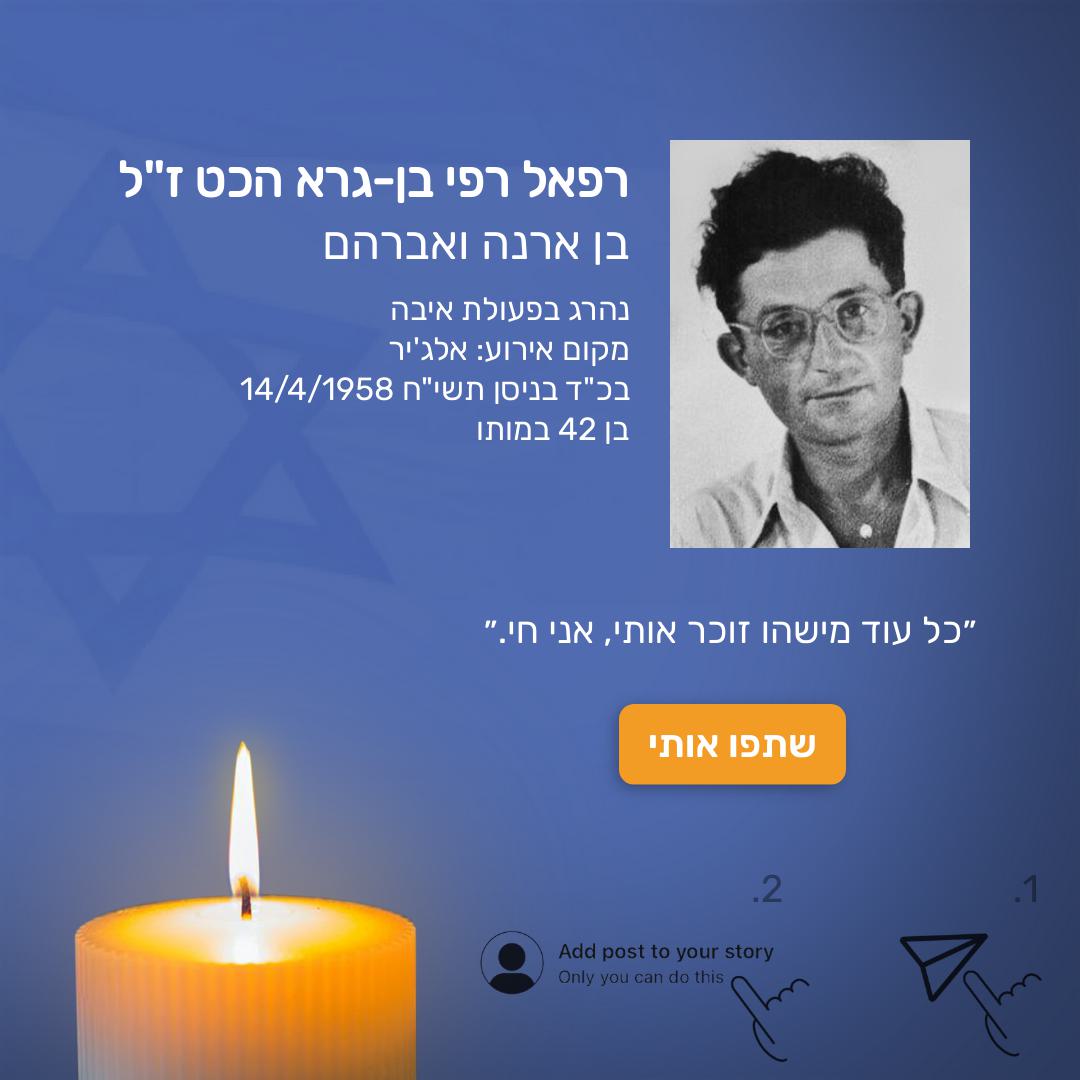 רפאל רפי בן-גרא הכט ז"ל
בן ארנה ואברהם
נהרג בפעולת איבה
מקום אירוע: אלג'יר
בכ"ד בניסן תשי"ח 14/4/1958
בן 42 במותו
״כל עוד מישהו זוכר אותי, אני חי.״
שתפו אותי
.1
.2
Add post to your story
Only you can do this